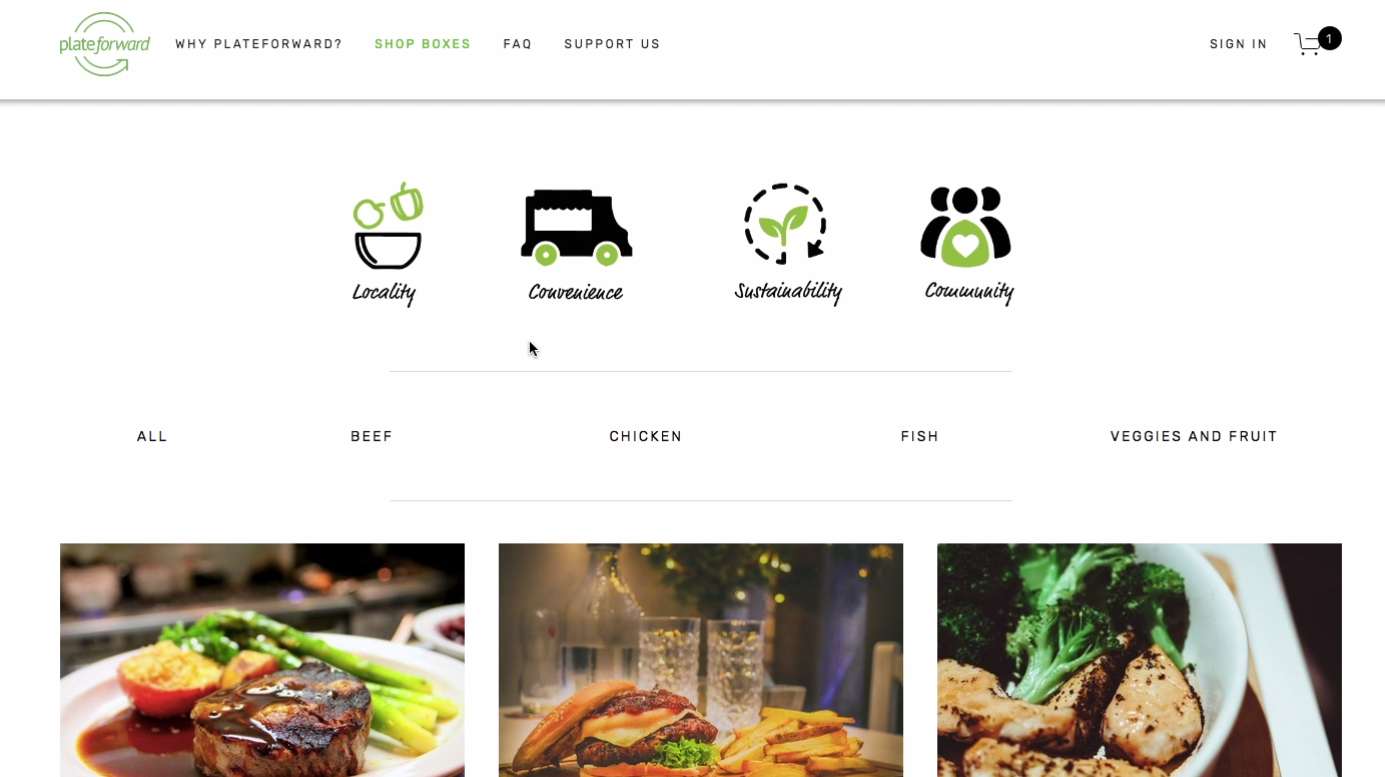 plateforward
WHY PLATEFORWARD? SHOP BOXES FAQ SUPPORT US SIGN IN 1
Locality Convenience Sustainability Community
ALL BEEF CHICKEN FISH VEGGIES AND FRUIT